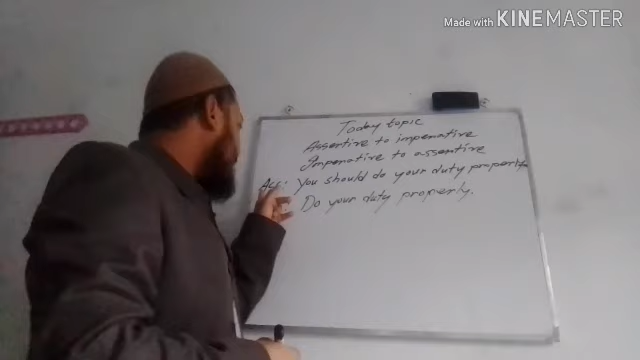 Made with KINEMASTER
Today topic
Assertive to imperative
Imperative to assertive
Ass: You should do your duty properly
Do your duty properly.